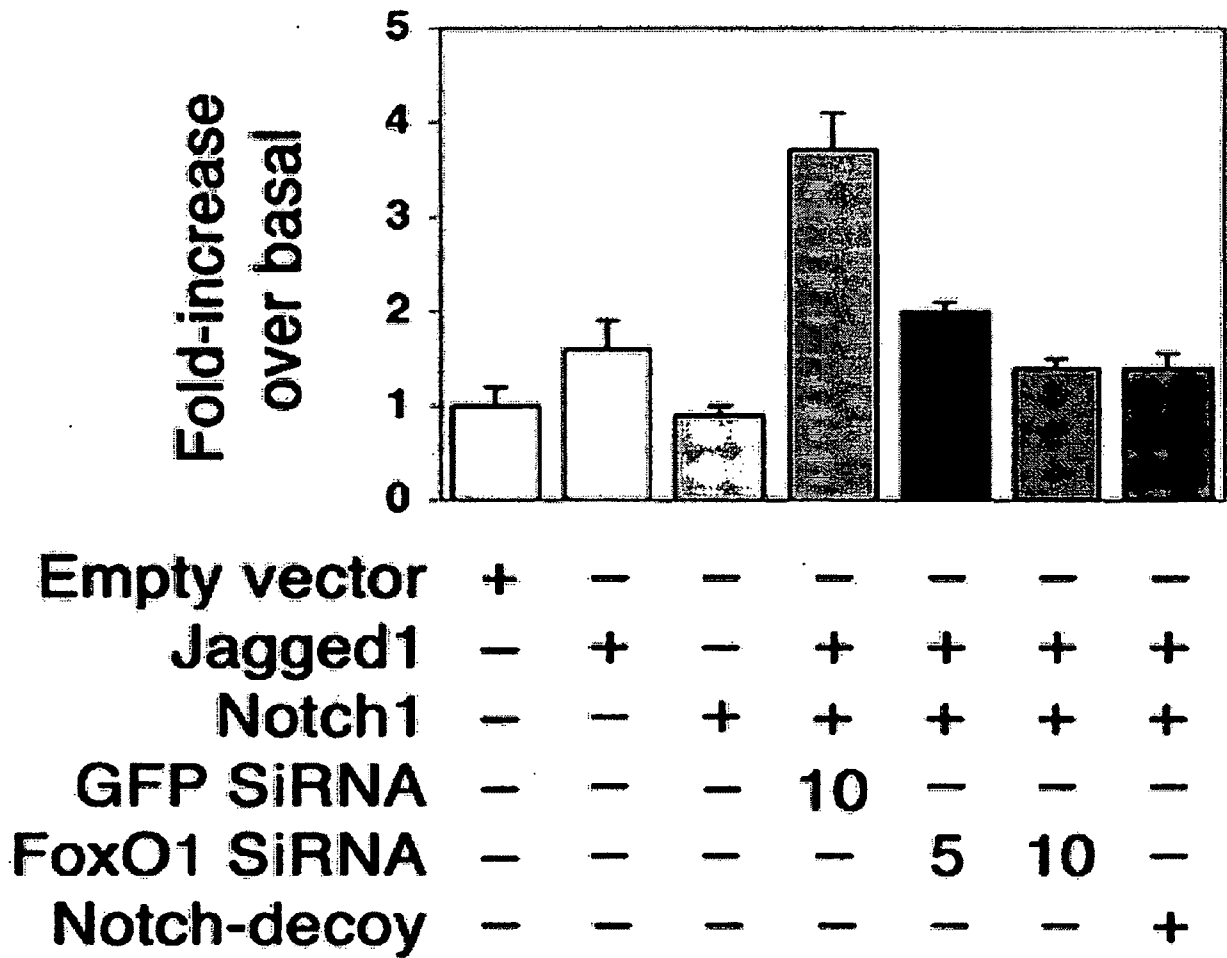 Fold-increase
over basal
5
4
3
2
1
0
Empty vector + − − − − − −
Jagged1 − + − + + + +
Notch1 − − + + + + +
GFP SiRNA − − − 10 − − −
FoxO1 SiRNA − − − − 5 10 −
Notch-decoy − − − − − − +